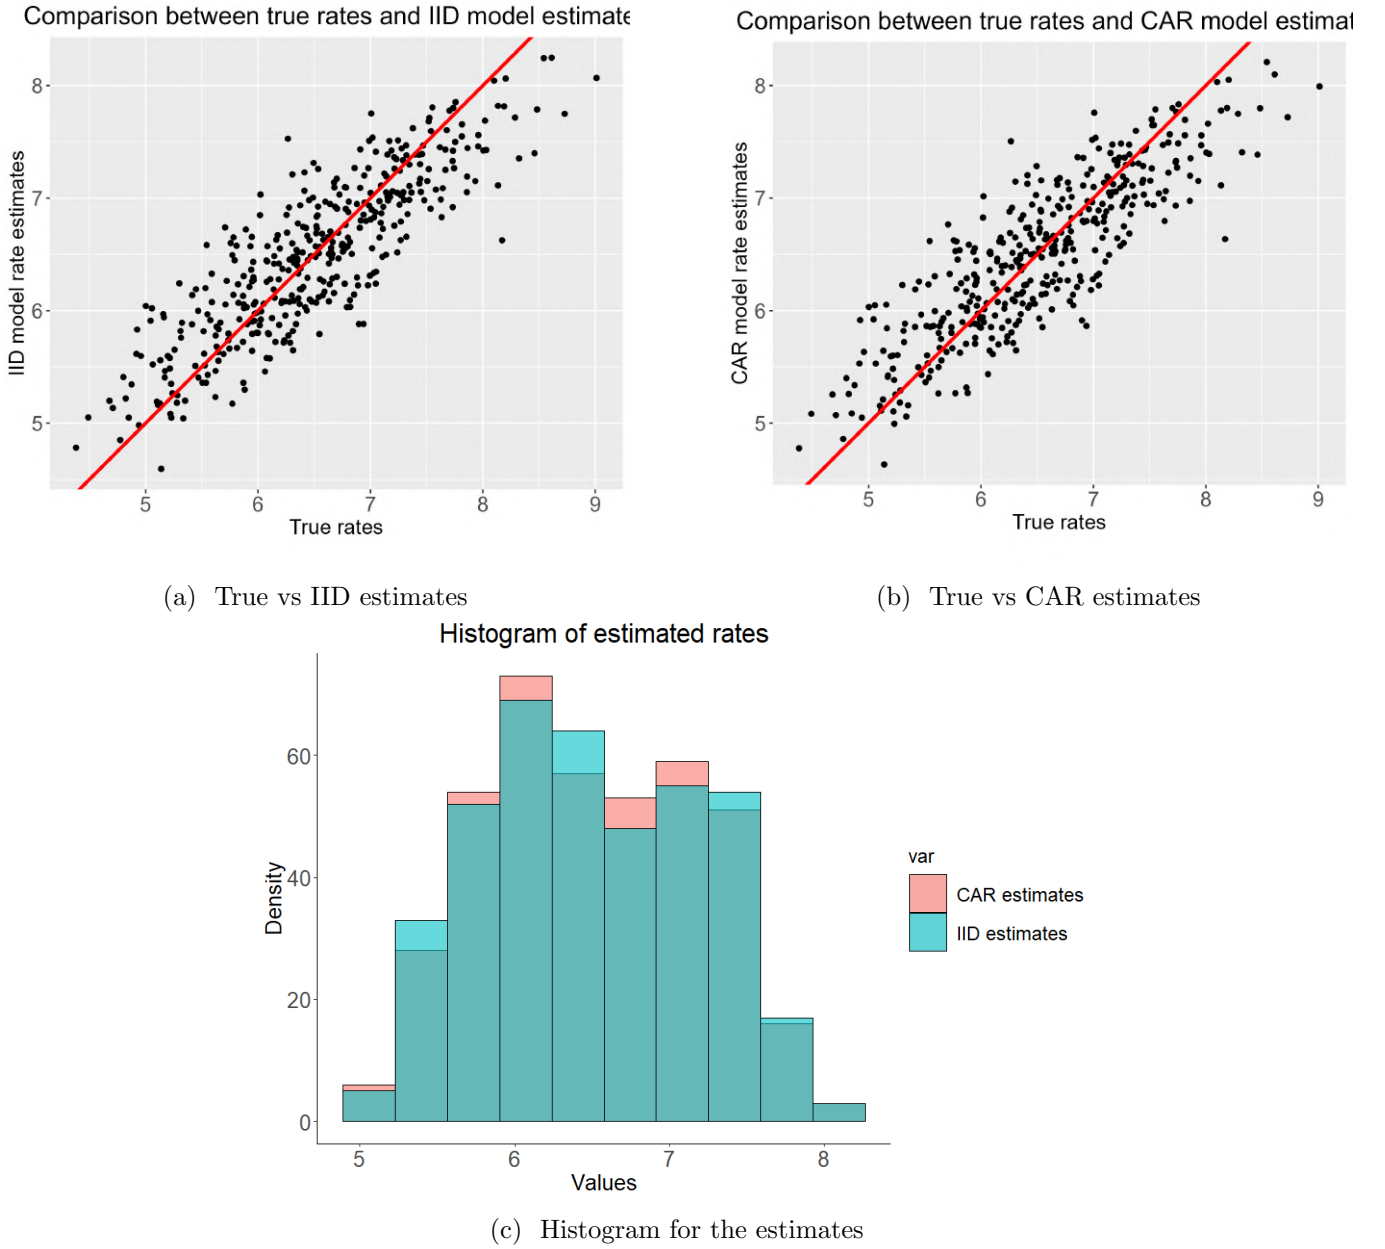 Comparison between true rates and IID model estimate
8
7
6
5
IID model rate estimates
5 6 7 8 9
True rates
(a) True vs IID estimates
Comparison between true rates and CAR model estimat
8
7
6
5
CAR model rate estimates
5 6 7 8 9
True rates
(b) True vs CAR estimates
Histogram of estimated rates
60
40
20
0
Density
5 6 7 8
Values
var
CAR estimates
IID estimates
(c) Histogram for the estimates